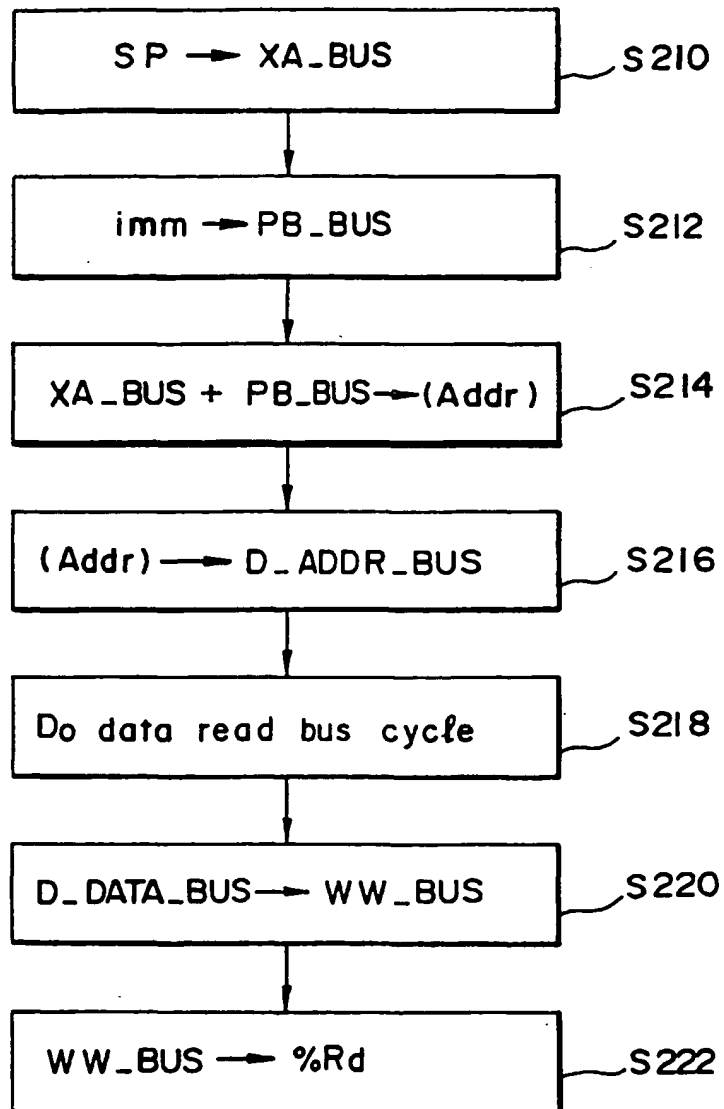 SP → XA_BUS S210
imm → PB_BUS S212
XA_BUS + PB_BUS → (Addr) S214
(Addr) → D_ADDR_BUS S216
Do data read bus cycle S218
D_DATA_BUS → WW_BUS S220
WW_BUS → %Rd S222